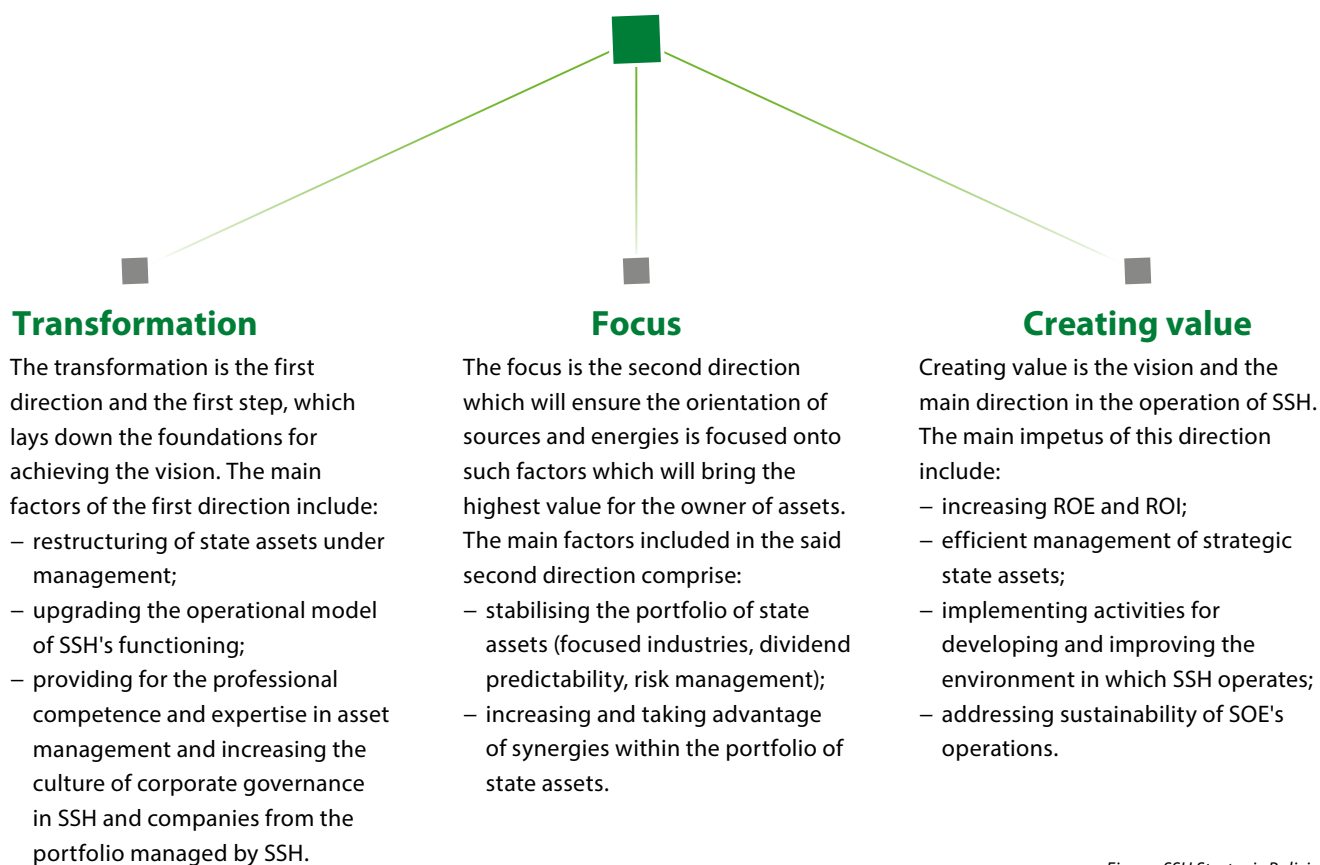 Transformation
The transformation is the first
direction and the first step, which
lays down the foundations for
achieving the vision. The main
factors of the first direction include:
– restructuring of state assets under
management;
– upgrading the operational model
of SSH's functioning;
– providing for the professional
competence and expertise in asset
management and increasing the
culture of corporate governance
in SSH and companies from the
portfolio managed by SSH.
Focus
The focus is the second direction
which will ensure the orientation of
sources and energies is focused onto
such factors which will bring the
highest value for the owner of assets.
The main factors included in the said
second direction comprise:
– stabilising the portfolio of state
assets (focused industries, dividend
predictability, risk management);
– increasing and taking advantage
of synergies within the portfolio of
state assets.
Creating value
Creating value is the vision and the
main direction in the operation of SSH.
The main impetus of this direction
include:
– increasing ROE and ROI;
– efficient management of strategic
state assets;
– implementing activities for
developing and improving the
environment in which SSH operates;
– addressing sustainability of SOE's
operations.